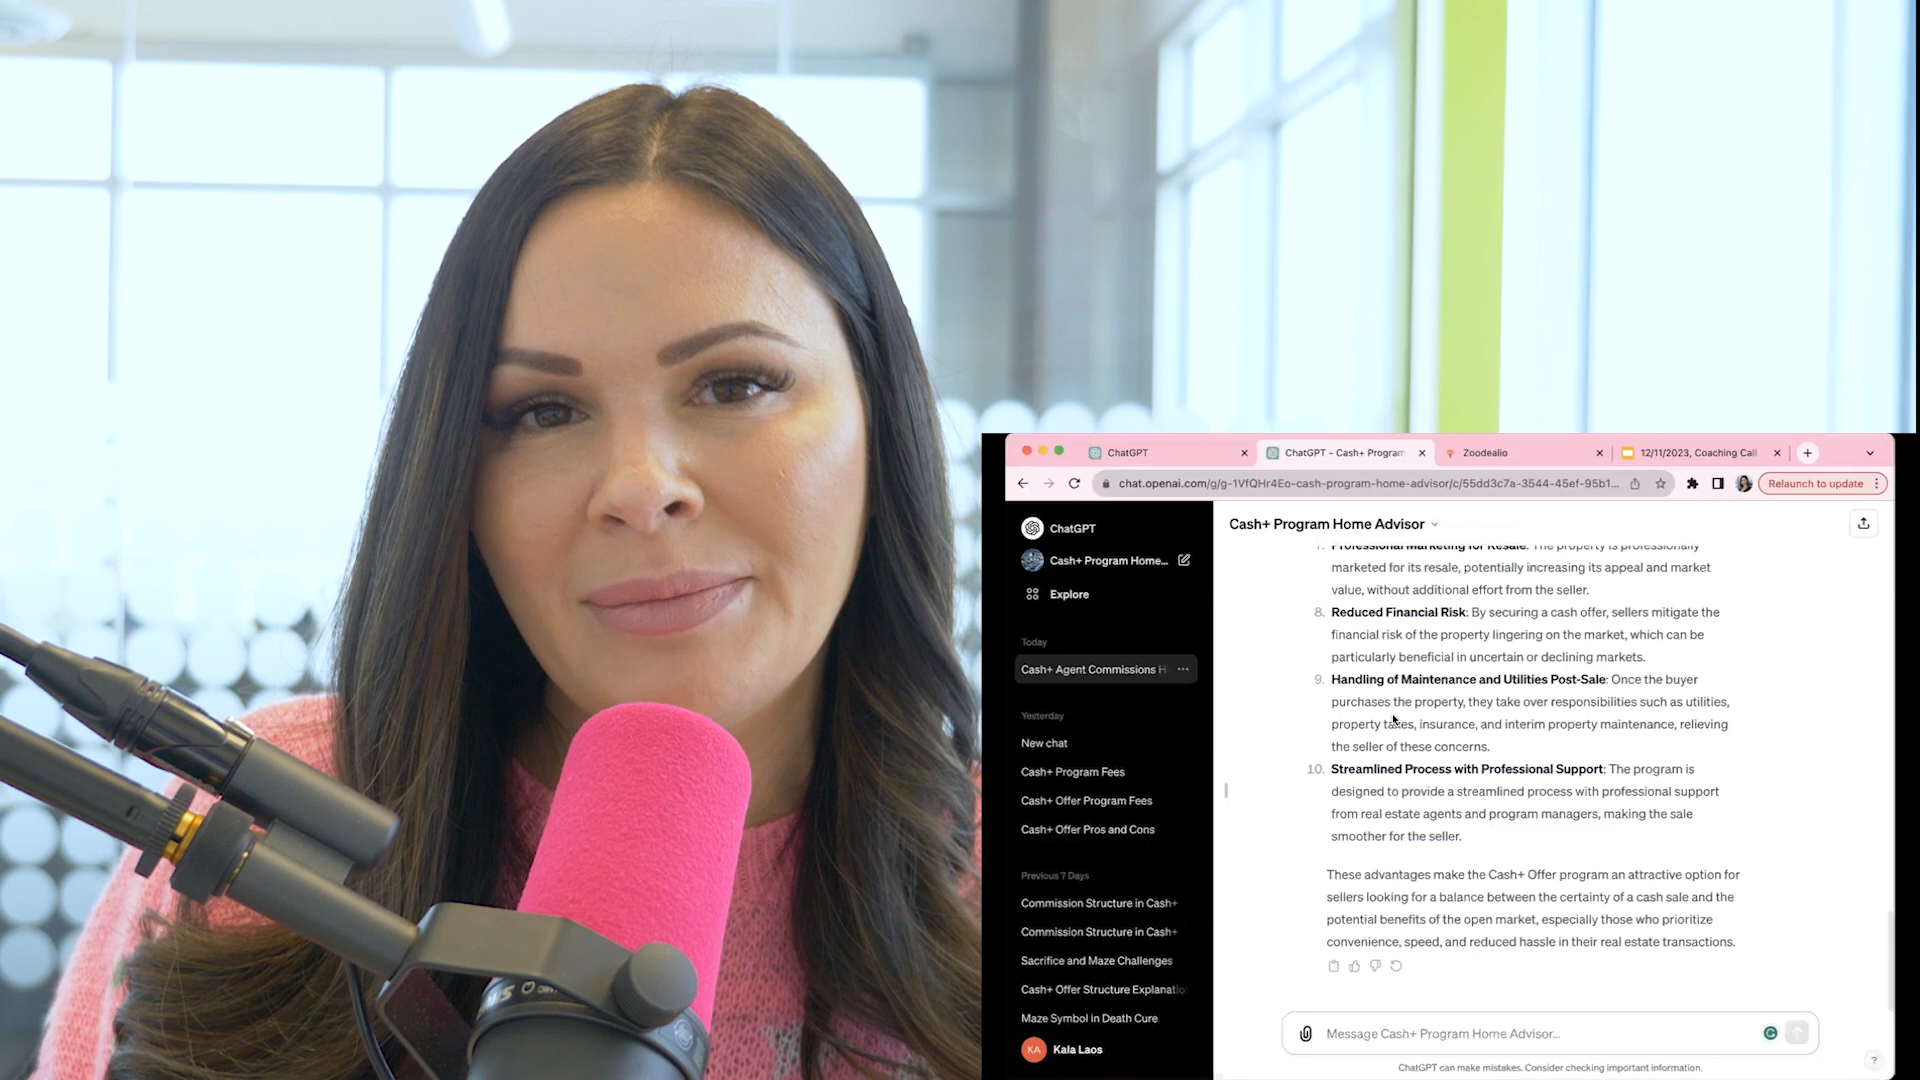 ChatGPT
ChatGPT - Cash+ Program
Zoodealio
12/11/2023, Coaching Call
chat.openai.com/g/g-1VfQHr4Eo-cash-program-home-advisor/c/55dd3c7a-3544-45ef-95b1...
Relaunch to update
ChatGPT
Cash+ Program Home...
Explore
Today
Cash+ Agent Commissions H
Yesterday
New chat
Cash+ Program Fees
Cash+ Offer Program Fees
Cash+ Offer Pros and Cons
Previous 7 Days
Commission Structure in Cash+
Commission Structure in Cash+
Sacrifice and Maze Challenges
Cash+ Offer Structure Explanatio
Maze Symbol in Death Cure
KA
Kala Laos
Cash+ Program Home Advisor
7. Professional Marketing for Resale: The property is professionally
marketed for its resale, potentially increasing its appeal and market
value, without additional effort from the seller.
8. Reduced Financial Risk: By securing a cash offer, sellers mitigate the
financial risk of the property lingering on the market, which can be
particularly beneficial in uncertain or declining markets.
9. Handling of Maintenance and Utilities Post-Sale: Once the buyer
purchases the property, they take over responsibilities such as utilities,
property taxes, insurance, and interim property maintenance, relieving
the seller of these concerns.
10. Streamlined Process with Professional Support: The program is
designed to provide a streamlined process with professional support
from real estate agents and program managers, making the sale
smoother for the seller.
These advantages make the Cash+ Offer program an attractive option for
sellers looking for a balance between the certainty of a cash sale and the
potential benefits of the open market, especially those who prioritize
convenience, speed, and reduced hassle in their real estate transactions.
Message Cash+ Program Home Advisor...
ChatGPT can make mistakes. Consider checking important information.
?